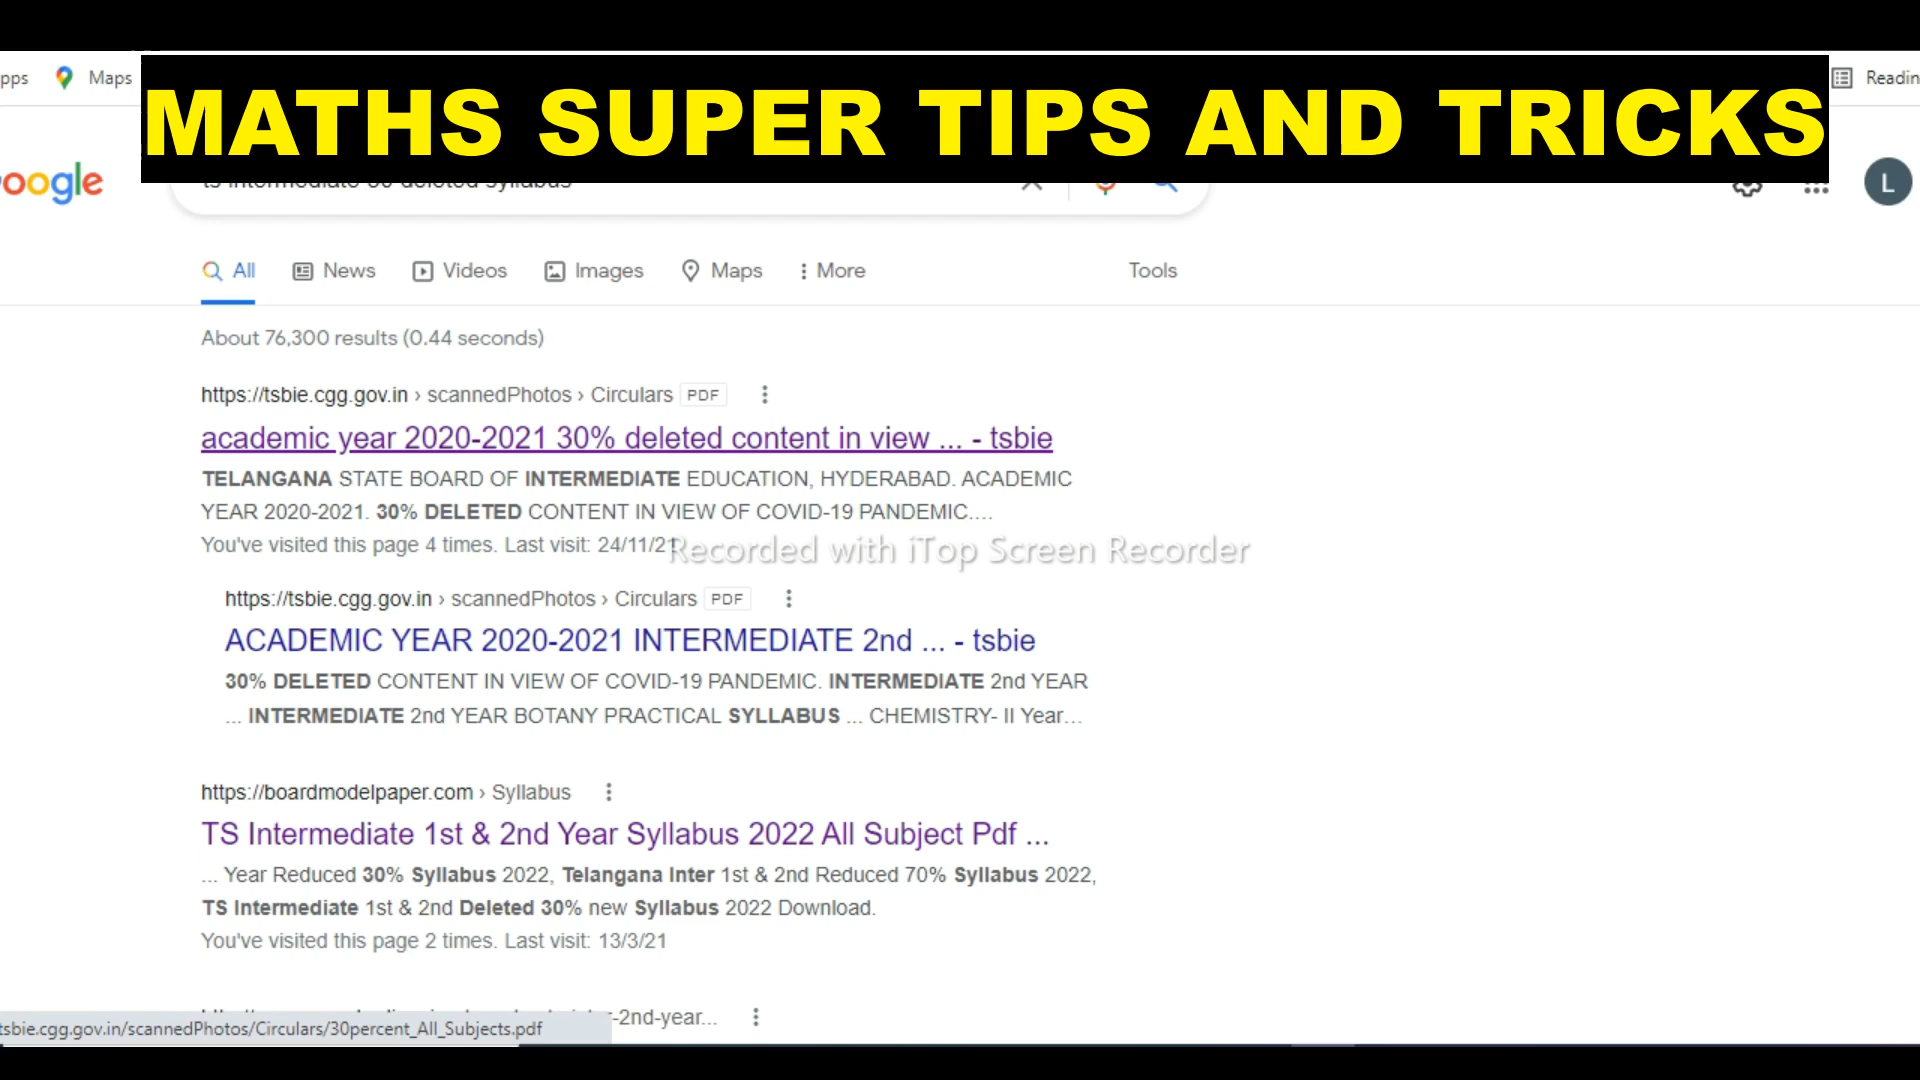 pps Maps
MATHS SUPER TIPS AND TRICKS
Readin
oogle
ts intermediate 30 deleted syllabus
L
All News Videos Images Maps More Tools
About 76,300 results (0.44 seconds)
https://tsbie.cgg.gov.in › scannedPhotos › Circulars PDF
academic year 2020-2021 30% deleted content in view ... - tsbie
TELANGANA STATE BOARD OF INTERMEDIATE EDUCATION, HYDERABAD. ACADEMIC
YEAR 2020-2021. 30% DELETED CONTENT IN VIEW OF COVID-19 PANDEMIC....
You've visited this page 4 times. Last visit: 24/11/21
Recorded with iTop Screen Recorder
https://tsbie.cgg.gov.in › scannedPhotos › Circulars PDF
ACADEMIC YEAR 2020-2021 INTERMEDIATE 2nd ... - tsbie
30% DELETED CONTENT IN VIEW OF COVID-19 PANDEMIC. INTERMEDIATE 2nd YEAR
... INTERMEDIATE 2nd YEAR BOTANY PRACTICAL SYLLABUS ... CHEMISTRY- II Year...
https://boardmodelpaper.com › Syllabus
TS Intermediate 1st & 2nd Year Syllabus 2022 All Subject Pdf ...
... Year Reduced 30% Syllabus 2022, Telangana Inter 1st & 2nd Reduced 70% Syllabus 2022,
TS Intermediate 1st & 2nd Deleted 30% new Syllabus 2022 Download.
You've visited this page 2 times. Last visit: 13/3/21
-2nd-year...
tsbie.cgg.gov.in/scannedPhotos/Circulars/30percent_All_Subjects.pdf